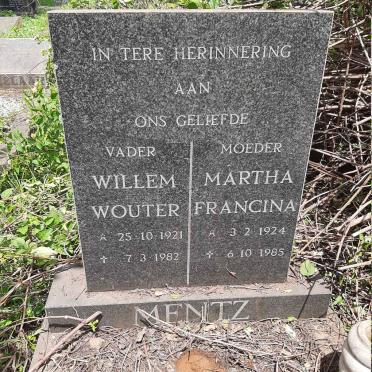 IN TERE HERINNERING
AAN
ONS GELIEFDE
VADER
WILLEM
WOUTER
* 25·10·1921
† 7·3·1982
MOEDER
MARTHA
FRANCINA
* 3·2·1924
† 6·10·1985
MENTZ